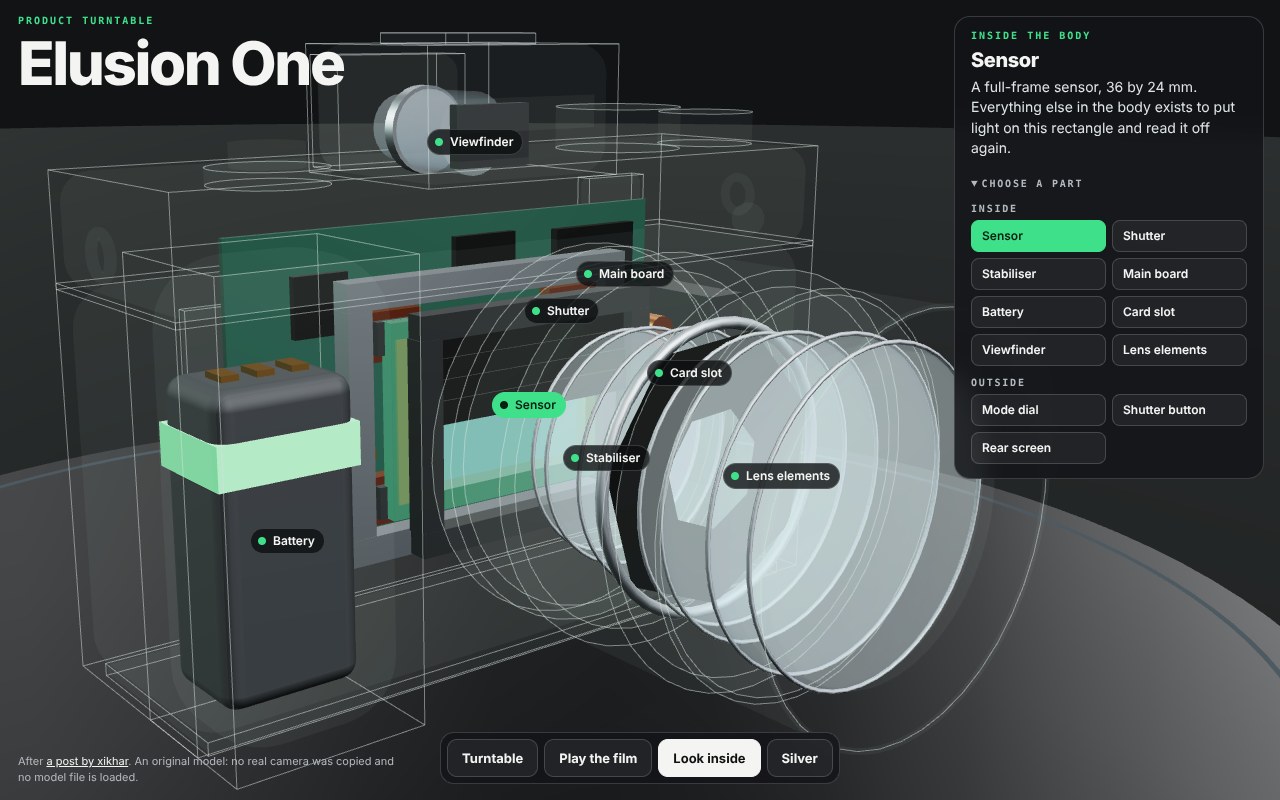 PRODUCT TURNTABLE
Elusion One
INSIDE THE BODY
Sensor
A full-frame sensor, 36 by 24 mm.
Everything else in the body exists to put
light on this rectangle and read it off
again.
▼ CHOOSE A PART
INSIDE
Sensor
Shutter
Stabiliser
Main board
Battery
Card slot
Viewfinder
Lens elements
OUTSIDE
Mode dial
Shutter button
Rear screen
Viewfinder
Main board
Shutter
Card slot
Sensor
Stabiliser
Lens elements
Battery
Turntable
Play the film
Look inside
Silver
After a post by xikhar. An original model: no real camera was copied and
no model file is loaded.